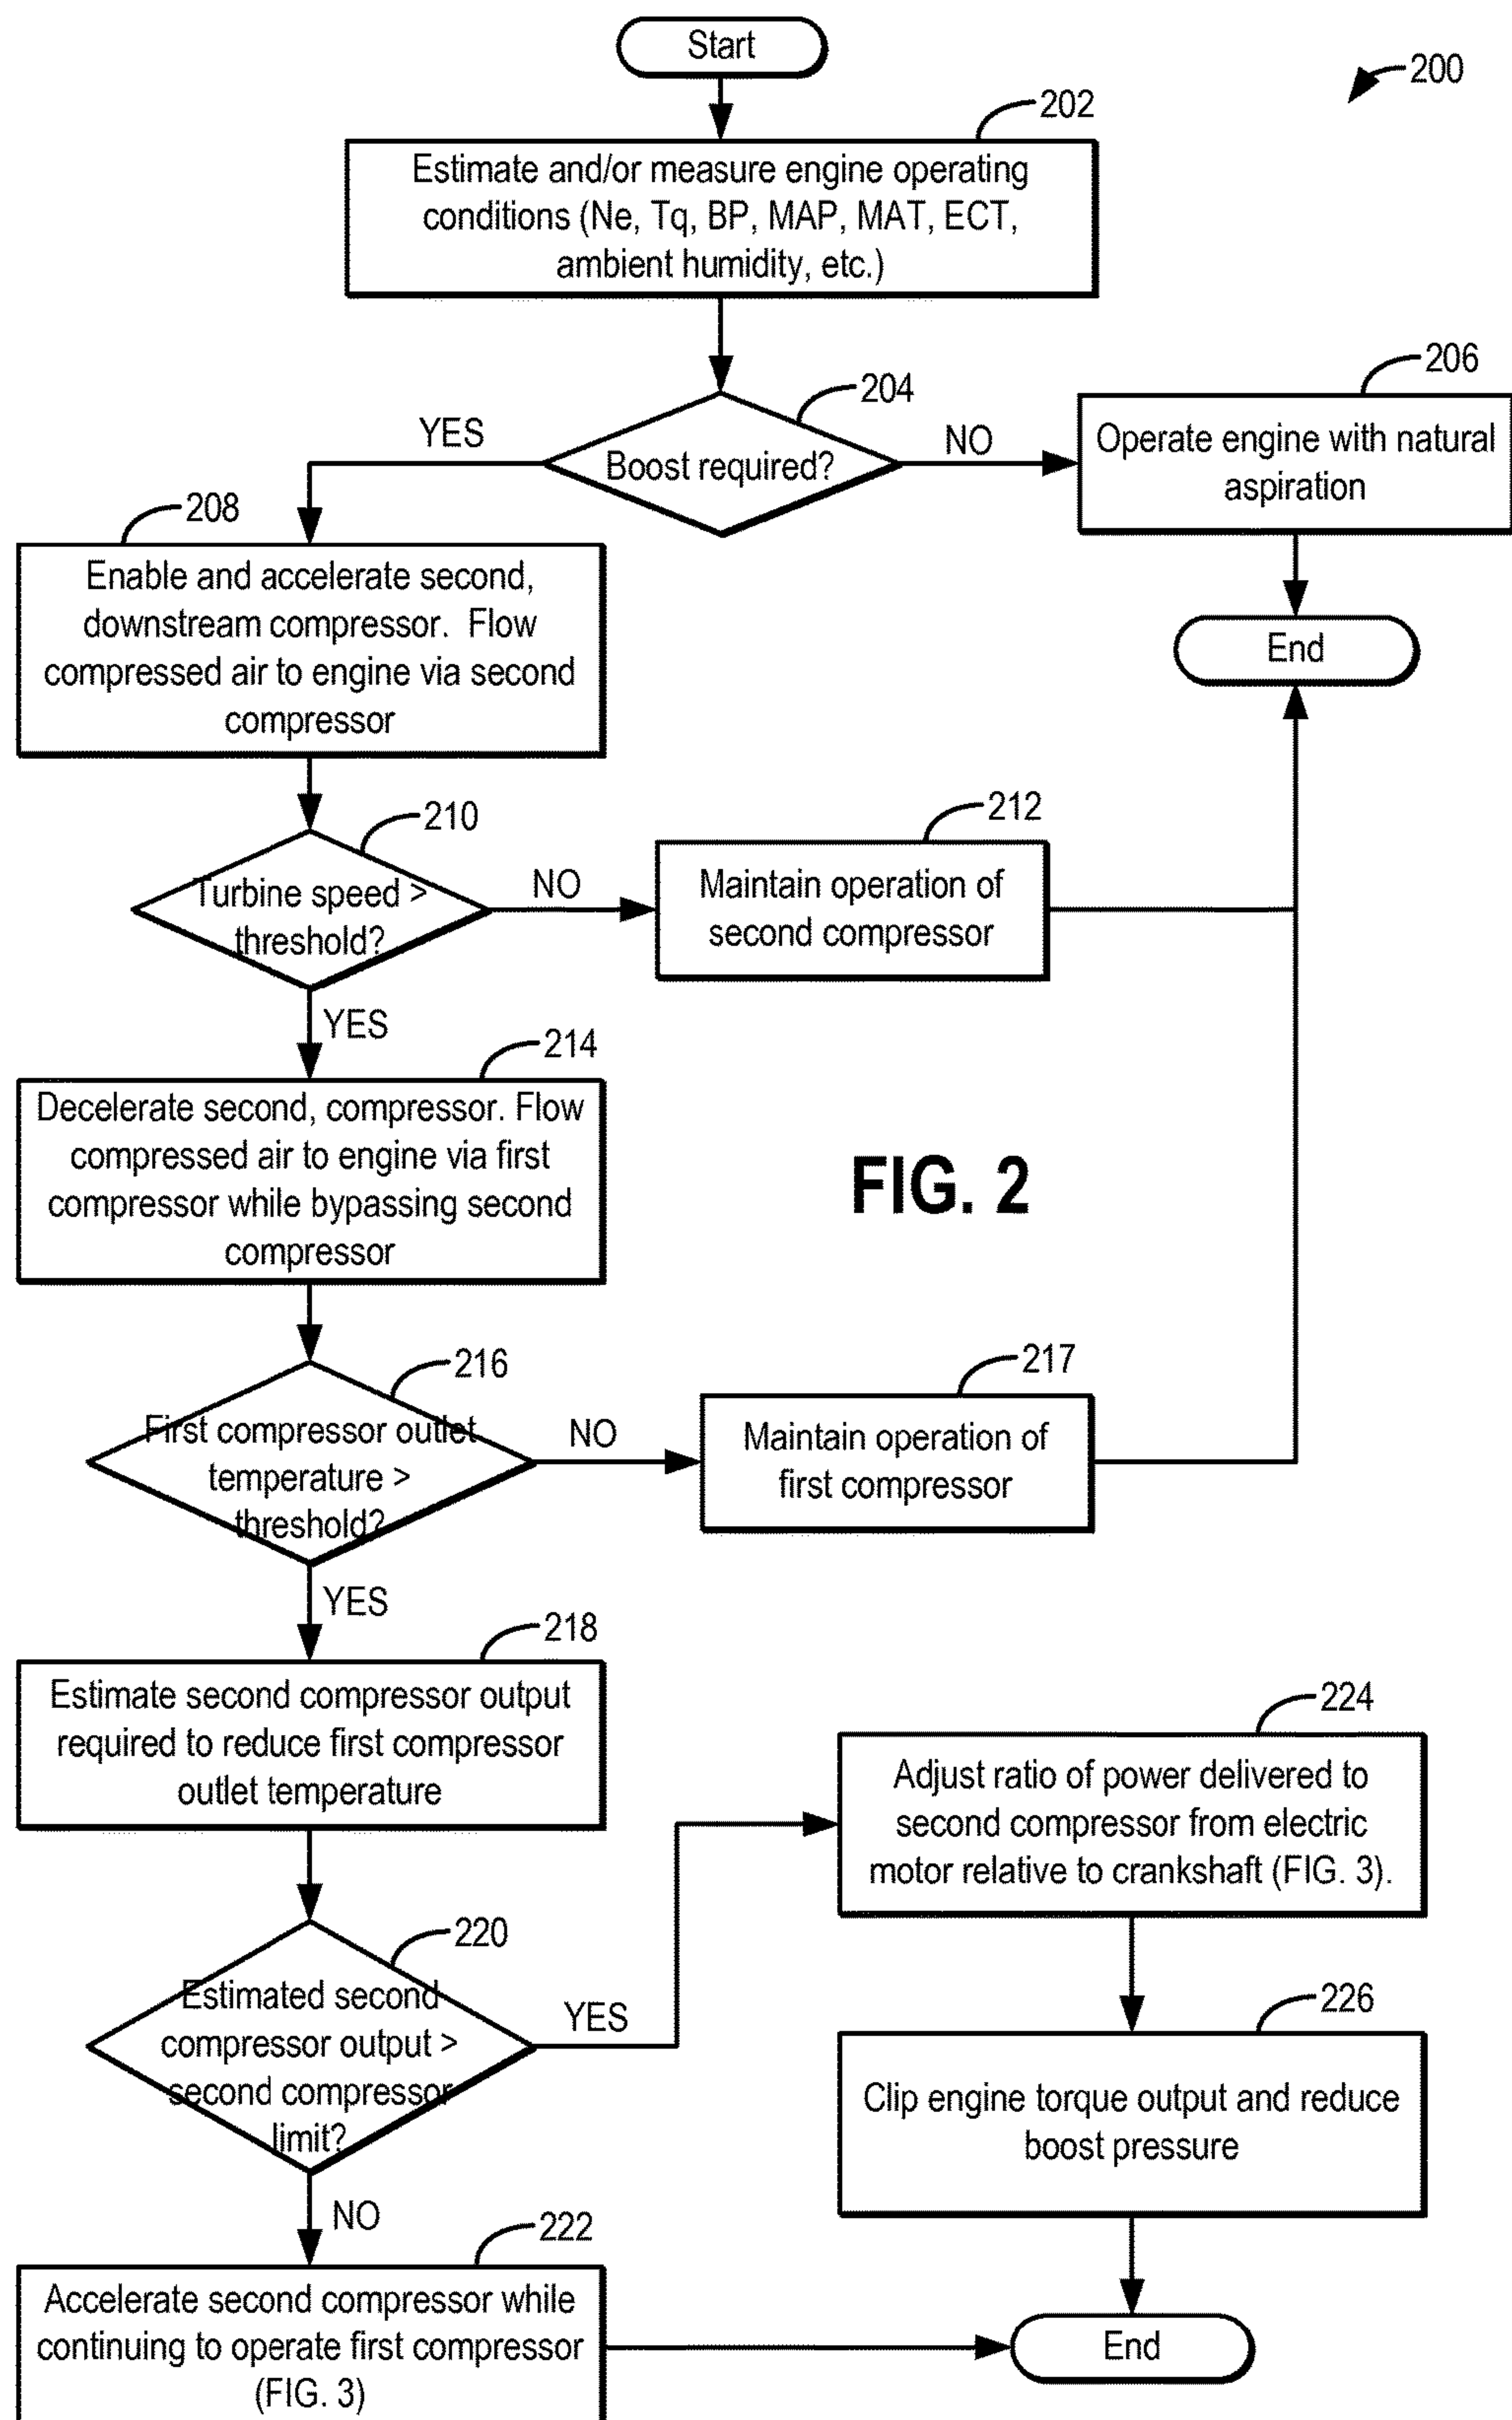 Start
200
202
Estimate and/or measure engine operating
conditions (Ne, Tq, BP, MAP, MAT, ECT,
ambient humidity, etc.)
204
206
YES
Boost required?
NO
Operate engine with natural
aspiration
208
Enable and accelerate second,
downstream compressor. Flow
compressed air to engine via second
compressor
End
210
212
Turbine speed >
threshold?
NO
Maintain operation of
second compressor
YES
214
Decelerate second, compressor. Flow
compressed air to engine via first
compressor while bypassing second
compressor
FIG. 2
216
217
First compressor outlet
temperature >
threshold?
NO
Maintain operation of
first compressor
YES
218
Estimate second compressor output
required to reduce first compressor
outlet temperature
224
Adjust ratio of power delivered to
second compressor from electric
motor relative to crankshaft (FIG. 3).
220
Estimated second
compressor output >
second compressor
limit?
YES
226
Clip engine torque output and reduce
boost pressure
NO
222
Accelerate second compressor while
continuing to operate first compressor
(FIG. 3)
End